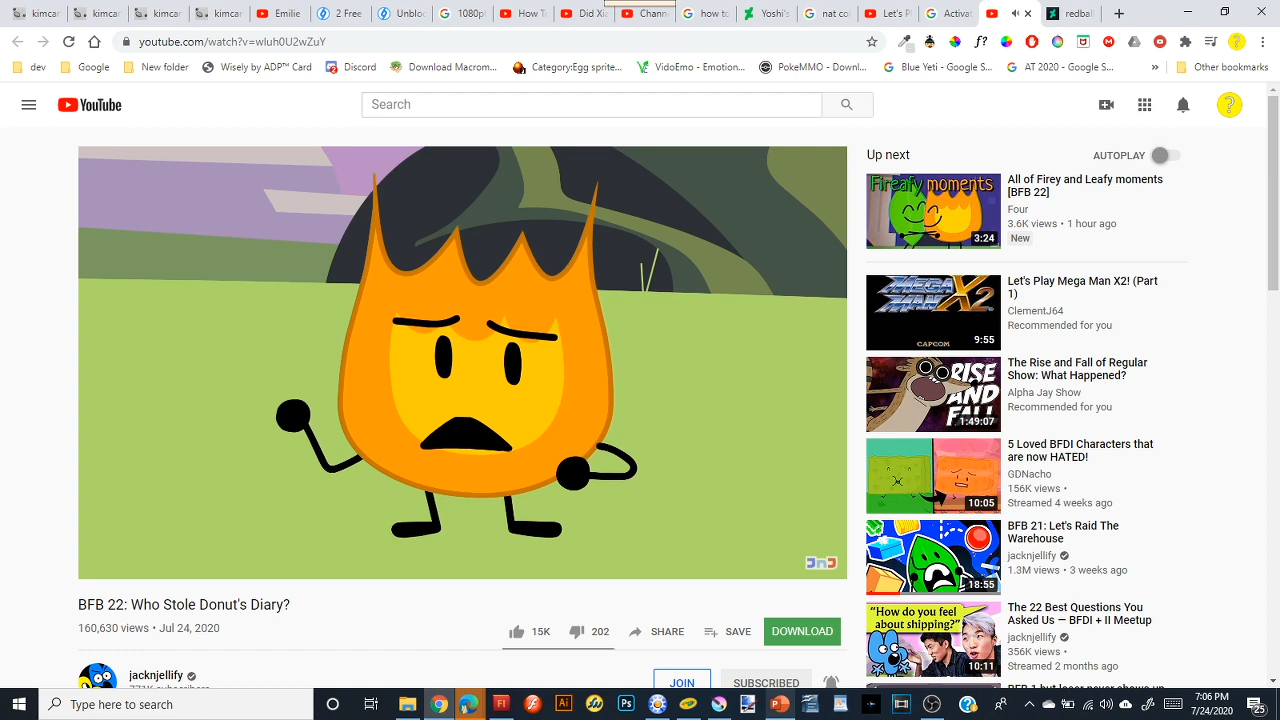 kimcar
kimcar
kimcar
kimcar
Endles
2 Free
Unblo
1080p
How T
Did Xi
Chann
how
Yoshi's
nat co
Let's P
Activa
redbal
youtube.com/watch?v=wluh0U2wZuY
dev
Google
New folder
Wisely by ADP™ Card
Discord
Download Macrom...
Category:Egg sprite...
VidoEmo - Emotion...
PokeMMO - Downl...
Blue Yeti - Google S...
AT 2020 - Google S...
»
Other bookmarks
YouTube
Search
Up next
AUTOPLAY
Fireafy moments
3:24
All of Firey and Leafy moments
[BFB 22]
Four
3.6K views • 1 hour ago
New
MEGA
MAN X2
CAPCOM
9:55
Let's Play Mega Man X2! (Part
1)
ClementJ64
Recommended for you
RISE
AND
FALL
1:49:07
The Rise and Fall of Regular
Show: What Happened?
Alpha Jay Show
Recommended for you
10:05
5 Loved BFDI Characters that
are now HATED!
GDNacho
156K views •
Streamed 4 weeks ago
18:55
BFB 21: Let's Raid The
Warehouse
jacknjellify
1.3M views • 3 weeks ago
"How do you feel
about shipping?"
10:11
The 22 Best Questions You
Asked Us — BFDI + II Meetup
jacknjellify
356K views •
Streamed 2 months ago
BFB 22: Who Stole Donut's Diary?
160,630 views • Jul 24, 2020
15K
202
SHARE
SAVE
DOWNLOAD
jacknjellify
JOIN
SUBSCRIBED
Type here to search
Fl
Ai
Ps
7:06 PM
7/24/2020
25